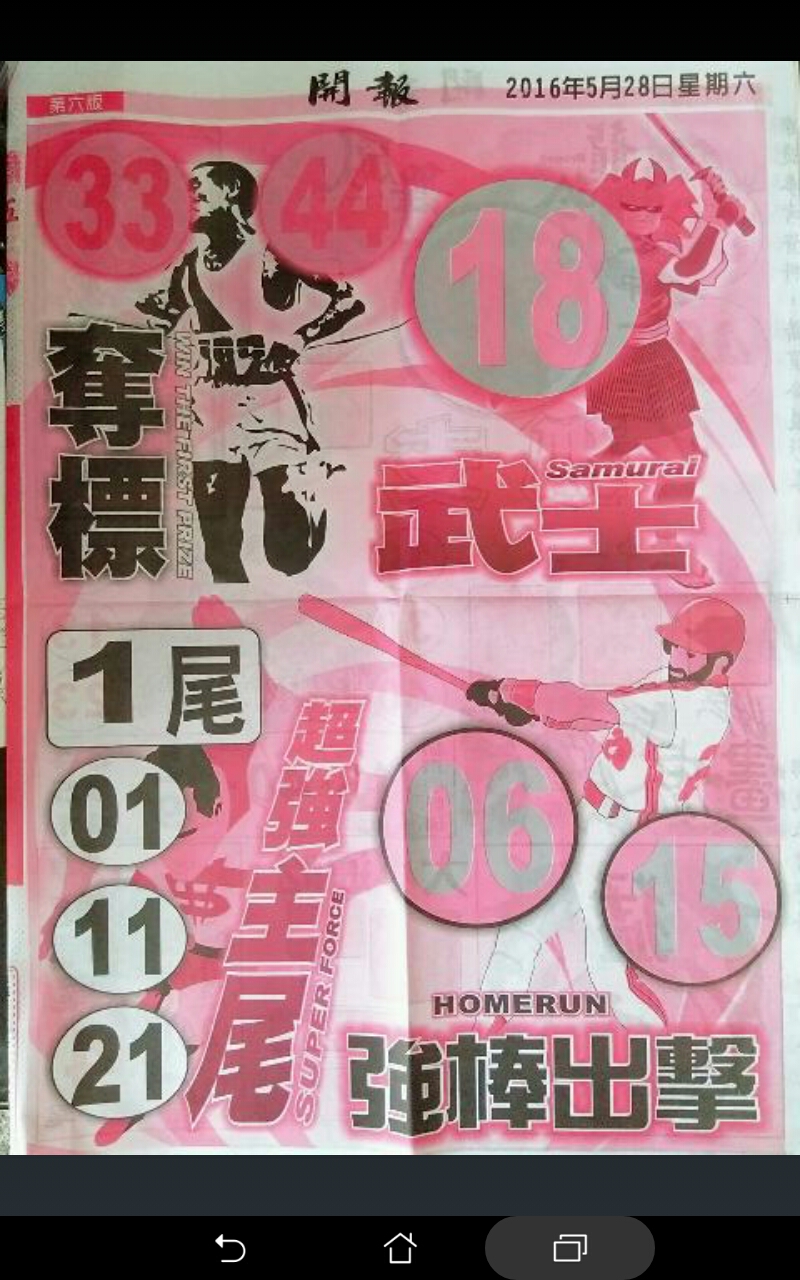 第六版
開報
2016年5月28日星期六
33
44
18
奪標
WIN THE FIRST PRIZE
Samurai
武士
1尾
01
11
21
超強主尾
SUPER FORCE
06
15
HOMERUN
強棒出擊